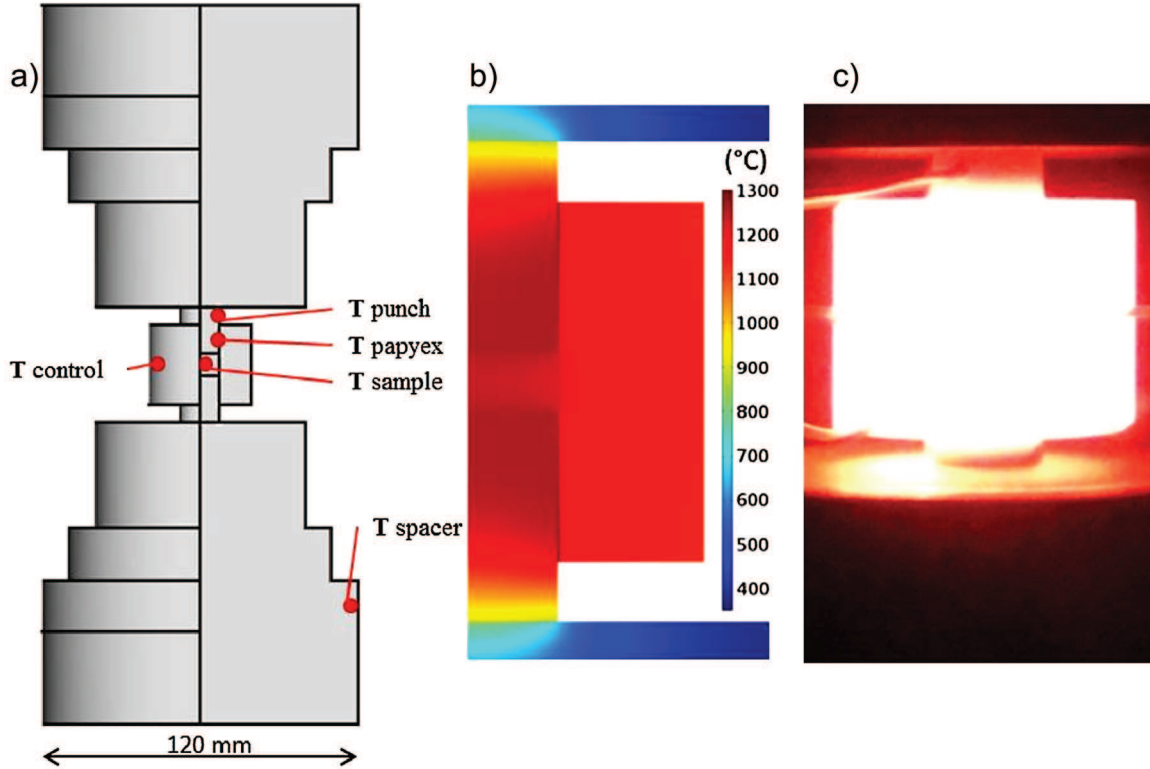 a)
T punch
T papyex
T control
T sample
T spacer
120 mm
b)
(°C)
1300
1200
1100
1000
900
800
700
600
500
400
c)